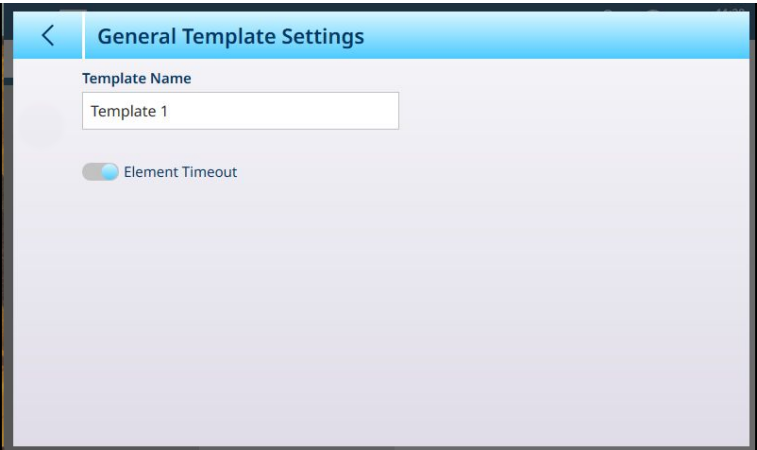 General Template Settings
Template Name
Template 1
Element Timeout